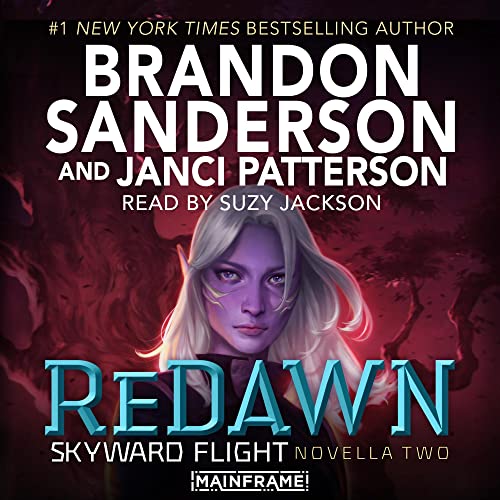 #1 NEW YORK TIMES BESTSELLING AUTHOR
BRANDON
SANDERSON
AND JANCI PATTERSON
READ BY SUZY JACKSON
REDAWN
SKYWARD FLIGHT NOVELLA TWO
MAINFRAME